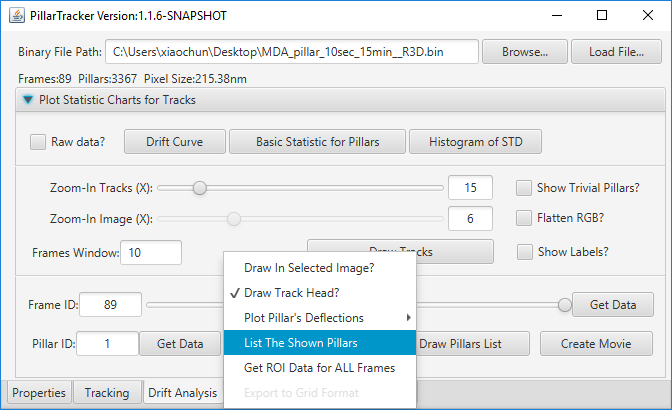 PillarTracker Version:1.1.6-SNAPSHOT
Binary File Path: C:\Users\xiaochun\Desktop\MDA_pillar_10sec_15min__R3D.bin Browse... Load File...
Frames:89 Pillars:3367 Pixel Size:215.38nm
Plot Statistic Charts for Tracks
Raw data? Drift Curve Basic Statistic for Pillars Histogram of STD
Zoom-In Tracks (X): 15 Show Trivial Pillars?
Zoom-In Image (X): 6 Flatten RGB?
Frames Window: 10 Draw Tracks Show Labels?
Draw In Selected Image?
✓ Draw Track Head?
Frame ID: 89 Get Data
Plot Pillar's Deflections
Pillar ID: 1 Get Data List The Shown Pillars Draw Pillars List Create Movie
Get ROI Data for ALL Frames
Properties Tracking Drift Analysis Export to Grid Format